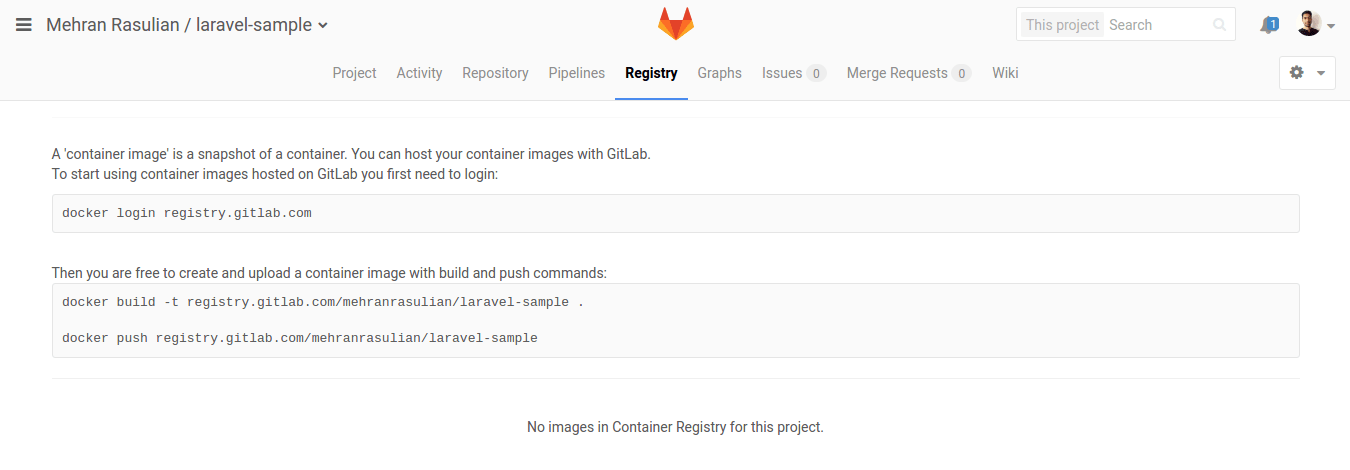 Mehran Rasulian / laravel-sample
This project Search
1
Project Activity Repository Pipelines Registry Graphs Issues 0 Merge Requests 0 Wiki
A 'container image' is a snapshot of a container. You can host your container images with GitLab.
To start using container images hosted on GitLab you first need to login:
docker login registry.gitlab.com
Then you are free to create and upload a container image with build and push commands:
docker build -t registry.gitlab.com/mehranrasulian/laravel-sample .
docker push registry.gitlab.com/mehranrasulian/laravel-sample
No images in Container Registry for this project.